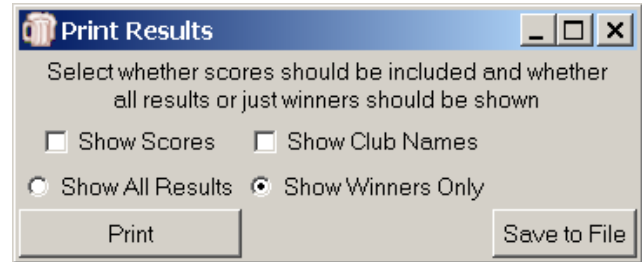 Print Results
Select whether scores should be included and whether
all results or just winners should be shown
Show Scores Show Club Names
Show All Results Show Winners Only
Print Save to File